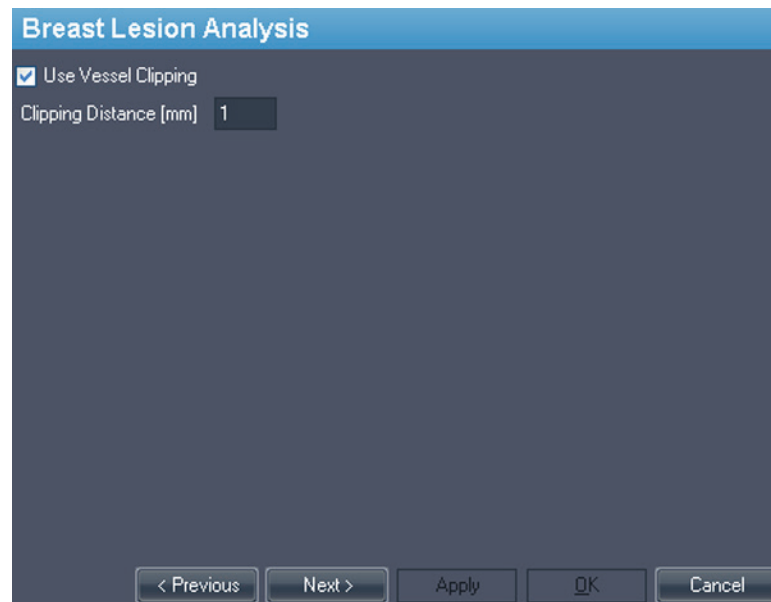 Breast Lesion Analysis
Use Vessel Clipping
Clipping Distance [mm] 1
< Previous Next > Apply OK Cancel